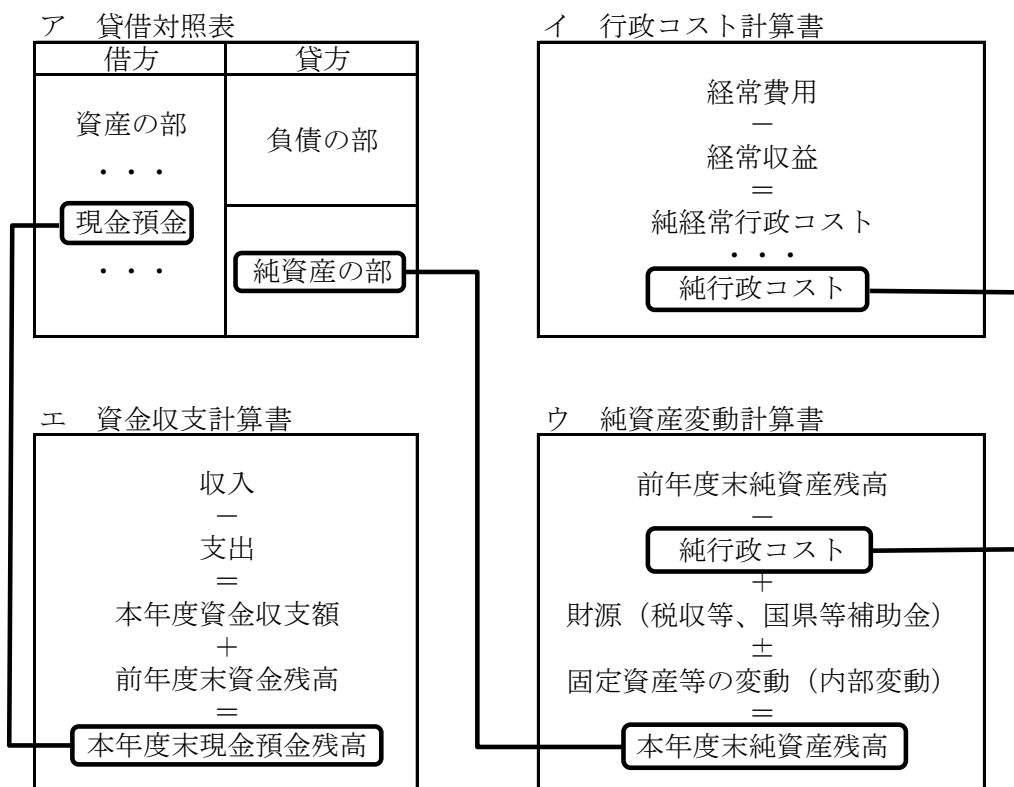 ア　貸借対照表
借方　貸方
資産の部
・・・
現金預金
・・・
負債の部
純資産の部
イ　行政コスト計算書
経常費用
－
経常収益
＝
純経常行政コスト
・・・
純行政コスト
エ　資金収支計算書
収入
－
支出
＝
本年度資金収支額
＋
前年度末資金残高
＝
本年度末現金預金残高
ウ　純資産変動計算書
前年度末純資産残高
－
純行政コスト
＋
財源（税収等、国県等補助金）
±
固定資産等の変動（内部変動）
＝
本年度末純資産残高